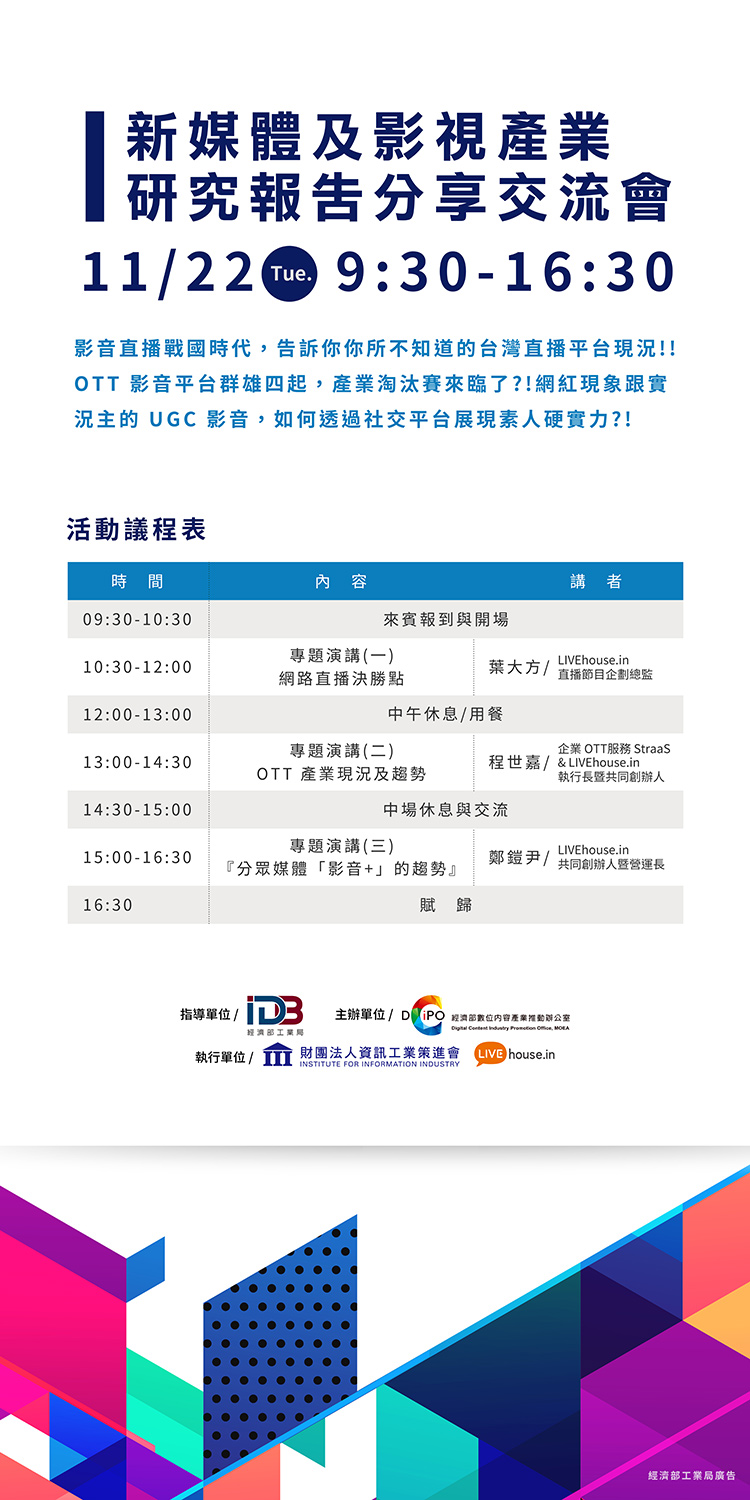 新媒體及影視產業
研究報告分享交流會
11/22 Tue. 9:30-16:30
影音直播戰國時代，告訴你你所不知道的台灣直播平台現況!!
OTT 影音平台群雄四起，產業淘汰賽來臨了?!網紅現象跟實
況主的 UGC 影音，如何透過社交平台展現素人硬實力?!
活動議程表
時 間 內 容 講 者
09:30-10:30 來賓報到與開場
10:30-12:00 專題演講(一)
網路直播決勝點
葉大方/ LIVEhouse.in
直播節目企劃總監
12:00-13:00 中午休息/用餐
13:00-14:30 專題演講(二)
OTT 產業現況及趨勢
程世嘉/ 企業 OTT服務 StraaS
& LIVEhouse.in
執行長暨共同創辦人
14:30-15:00 中場休息與交流
15:00-16:30 專題演講(三)
『分眾媒體「影音+」的趨勢』
鄭鎧尹/ LIVEhouse.in
共同創辦人暨營運長
16:30 賦 歸
指導單位/ IDB
經濟部工業局
主辦單位/ DCiPO 經濟部數位內容產業推動辦公室
Digital Content Industry Promotion Office, MOEA
執行單位/ 財團法人資訊工業策進會
INSTITUTE FOR INFORMATION INDUSTRY
LIVE house.in
經濟部工業局廣告